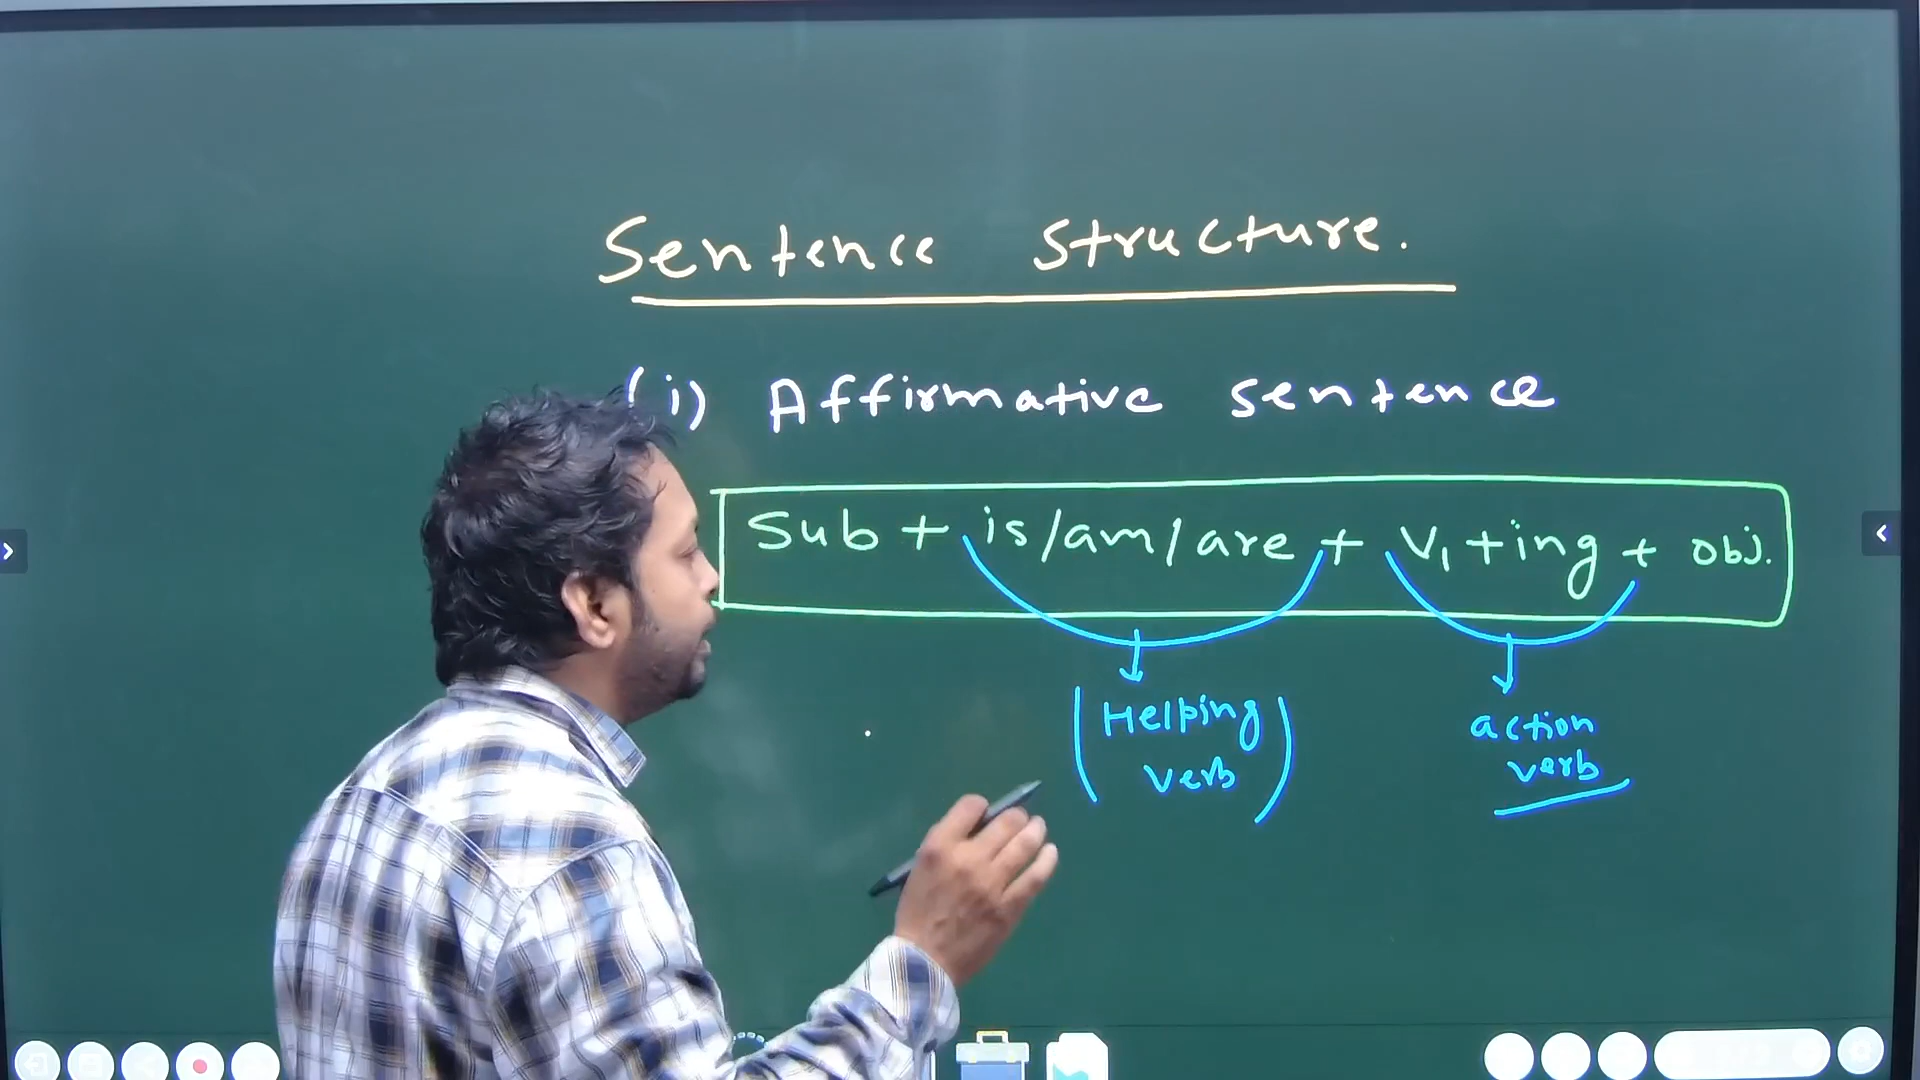 Sentence structure.
(i) Affirmative sentence
Sub + is/am/are + V₁+ing + obj.
(Helping verb)
action verb